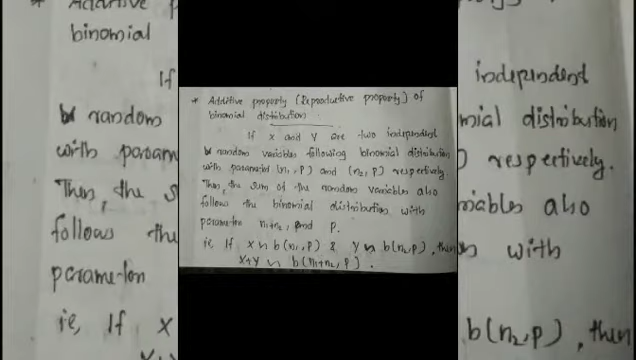 * Additive property (Reproductive property) of
binomial distribution.
If X and Y are two independent
random variables following binomial distribution
with parameter (n₁, P) and (n₂, P) respectively
Then, the sum of the random variables also
follows the binomial distribution with
parameter n₁+n₂, and P.
ie, If X ~ b(n₁, P) & Y ~ b(n₂, P), then
X+Y ~ b(n₁+n₂, P).